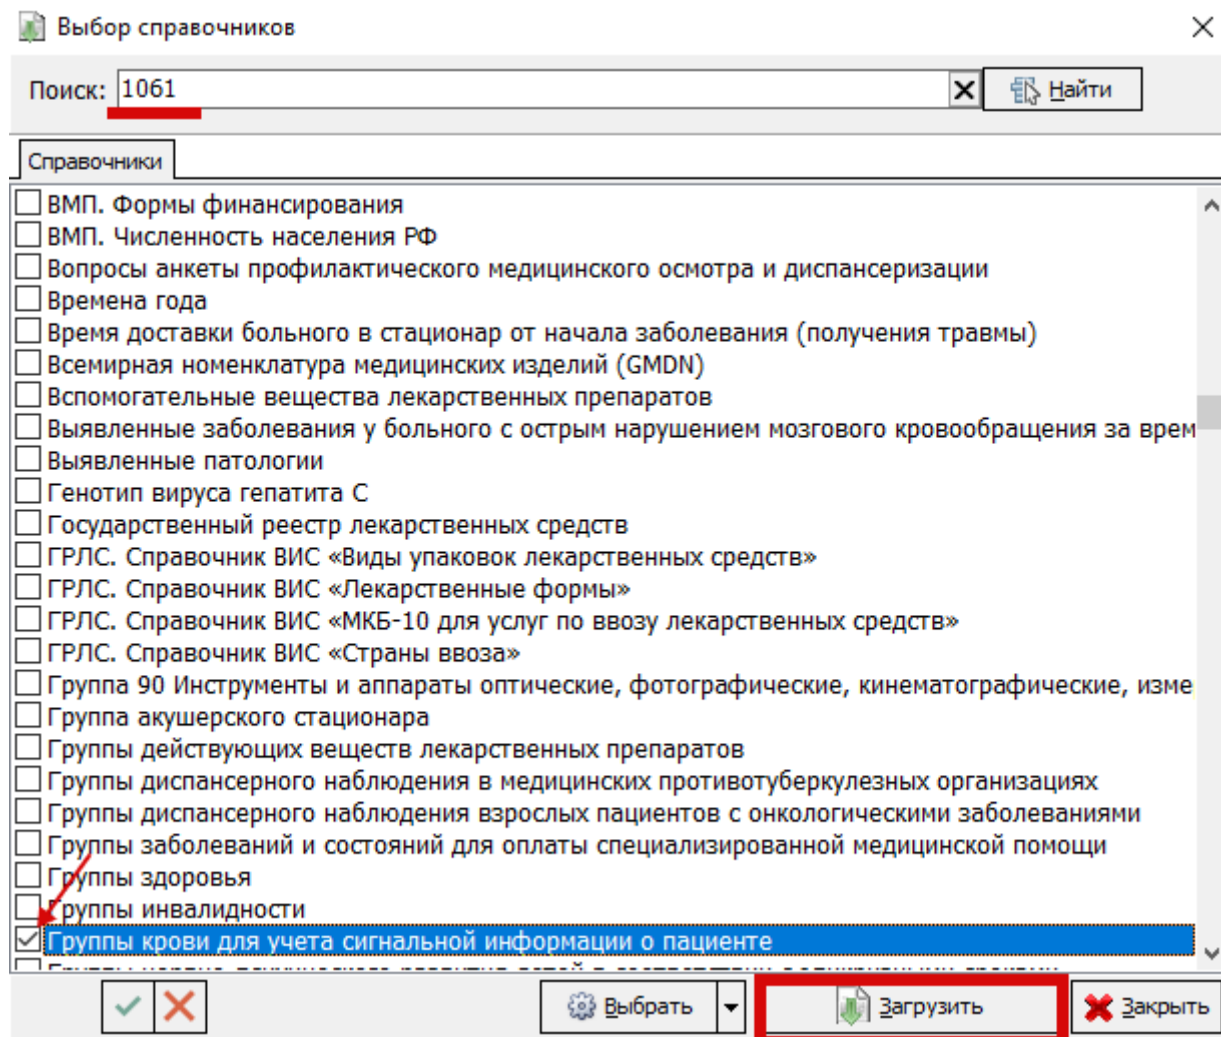 Выбор справочников
Поиск: 1061 Найти
Справочники
ВМП. Формы финансирования
ВМП. Численность населения РФ
Вопросы анкеты профилактического медицинского осмотра и диспансеризации
Времена года
Время доставки больного в стационар от начала заболевания (получения травмы)
Всемирная номенклатура медицинских изделий (GMDN)
Вспомогательные вещества лекарственных препаратов
Выявленные заболевания у больного с острым нарушением мозгового кровообращения за врем
Выявленные патологии
Генотип вируса гепатита C
Государственный реестр лекарственных средств
ГРЛС. Справочник ВИС «Виды упаковок лекарственных средств»
ГРЛС. Справочник ВИС «Лекарственные формы»
ГРЛС. Справочник ВИС «МКБ-10 для услуг по ввозу лекарственных средств»
ГРЛС. Справочник ВИС «Страны ввоза»
Группа 90 Инструменты и аппараты оптические, фотографические, кинематографические, изме
Группа акушерского стационара
Группы действующих веществ лекарственных препаратов
Группы диспансерного наблюдения в медицинских противотуберкулезных организациях
Группы диспансерного наблюдения взрослых пациентов с онкологическими заболеваниями
Группы заболеваний и состояний для оплаты специализированной медицинской помощи
Группы здоровья
Группы инвалидности
Группы крови для учета сигнальной информации о пациенте
Выбрать Загрузить Закрыть